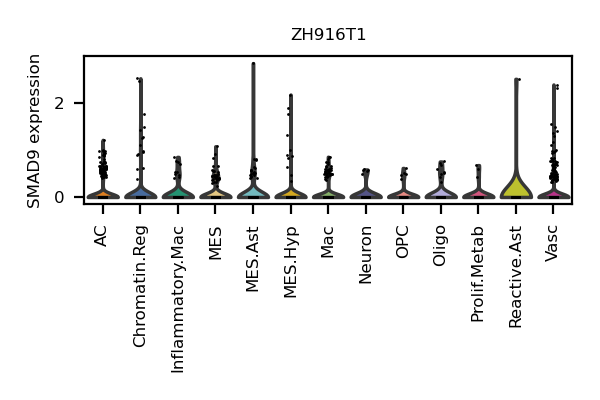 ZH916T1
SMAD9 expression
2
0
AC
Chromatin.Reg
Inflammatory.Mac
MES
MES.Ast
MES.Hyp
Mac
Neuron
OPC
Oligo
Prolif.Metab
Reactive.Ast
Vasc